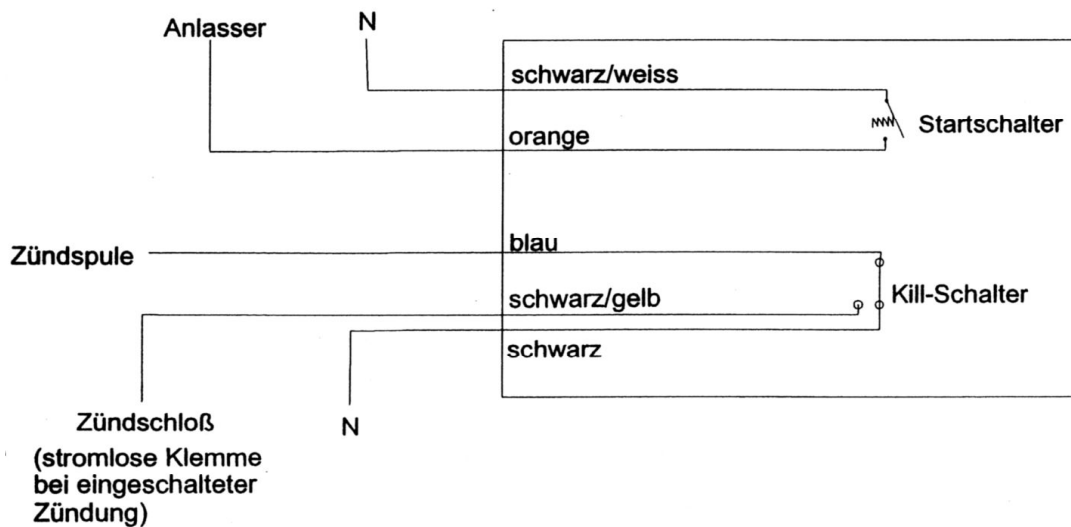 Anlasser
N
schwarz/weiss
Startschalter
orange
blau
Zündspule
schwarz/gelb
Kill-Schalter
schwarz
Zündschloß
N
(stromlose Klemme
bei eingeschalteter
Zündung)